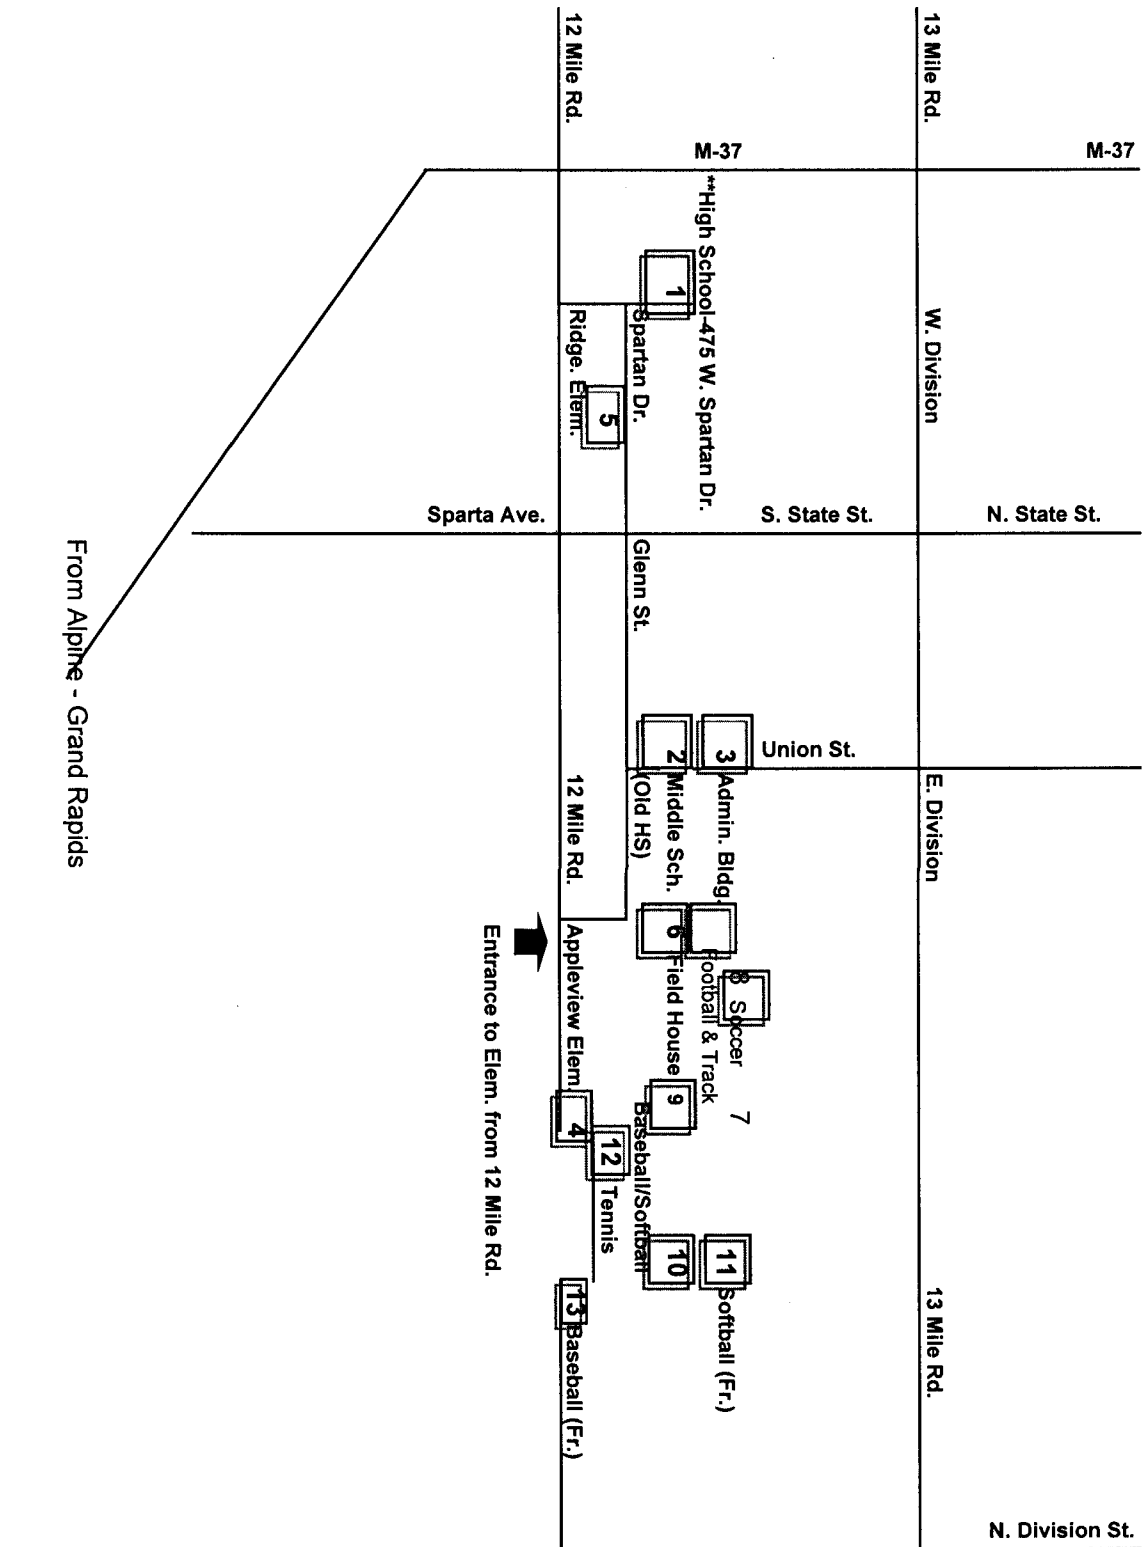 12 Mile Rd.
13 Mile Rd.
M-37
M-37
**High School-475 W. Spartan Dr.
1
Spartan Dr.
Ridge. Elem.
5
W. Division
Sparta Ave.
S. State St.
N. State St.
Glenn St.
From Alpine - Grand Rapids
2 Middle Sch.
(Old HS)
3 Admin. Bldg.
Union St.
E. Division
12 Mile Rd.
6 Field House
Football & Track
8 Soccer
7
Appleview Elem.
4
Entrance to Elem. from 12 Mile Rd.
9
Baseball/Softball
10
11 Softball (Fr.)
12 Tennis
13 Baseball (Fr.)
13 Mile Rd.
N. Division St.